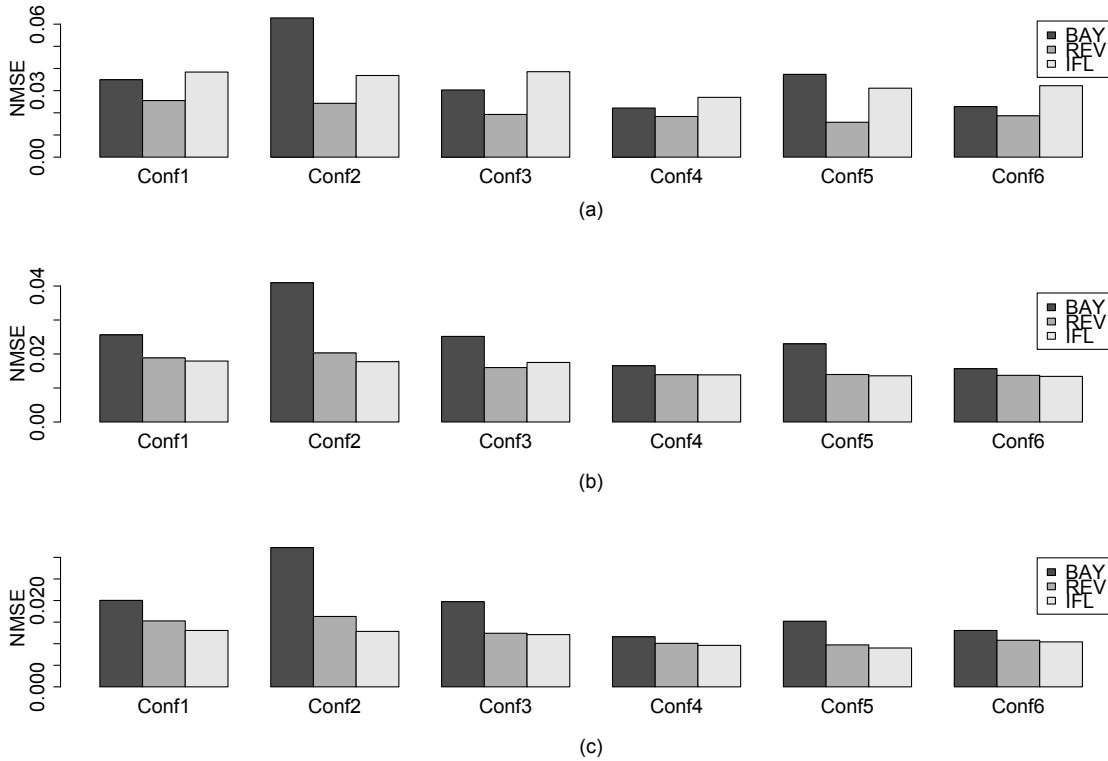 NMSE
0.00 0.03 0.06
BAY
REV
IFL
Conf1 Conf2 Conf3 Conf4 Conf5 Conf6
(a)
NMSE
0.00 0.02 0.04
BAY
REV
IFL
Conf1 Conf2 Conf3 Conf4 Conf5 Conf6
(b)
NMSE
0.000 0.020
BAY
REV
IFL
Conf1 Conf2 Conf3 Conf4 Conf5 Conf6
(c)